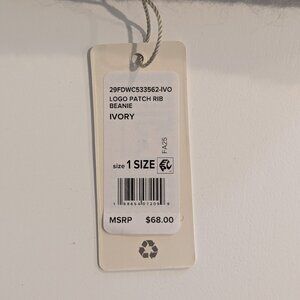 29FDWC533562-IVO
LOGO PATCH RIB
BEANIE
IVORY
FA25
size 1 SIZE
MSRP $68.00